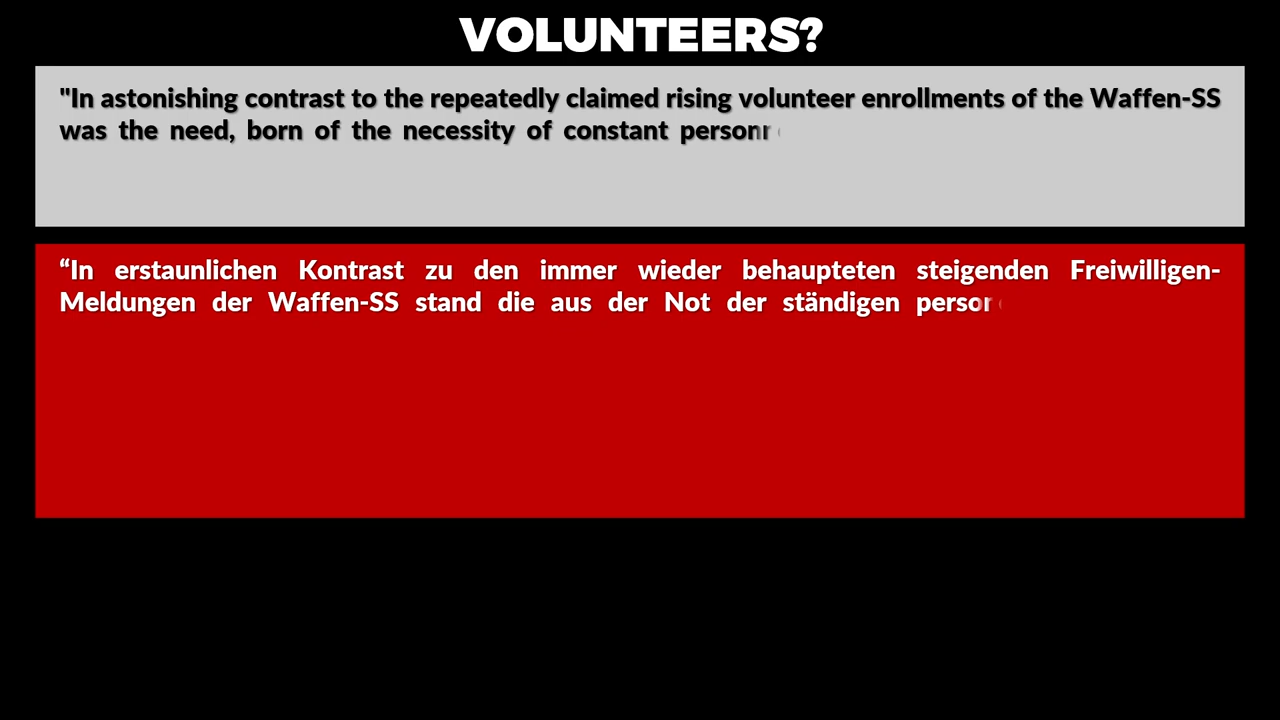 VOLUNTEERS?
"In astonishing contrast to the repeatedly claimed rising volunteer enrollments of the Waffen-SS
was the need, born of the necessity of constant
“In erstaunlichen Kontrast zu den immer wieder behaupteten steigenden Freiwilligen-
Meldungen der Waffen-SS stand die aus der Not der ständigen